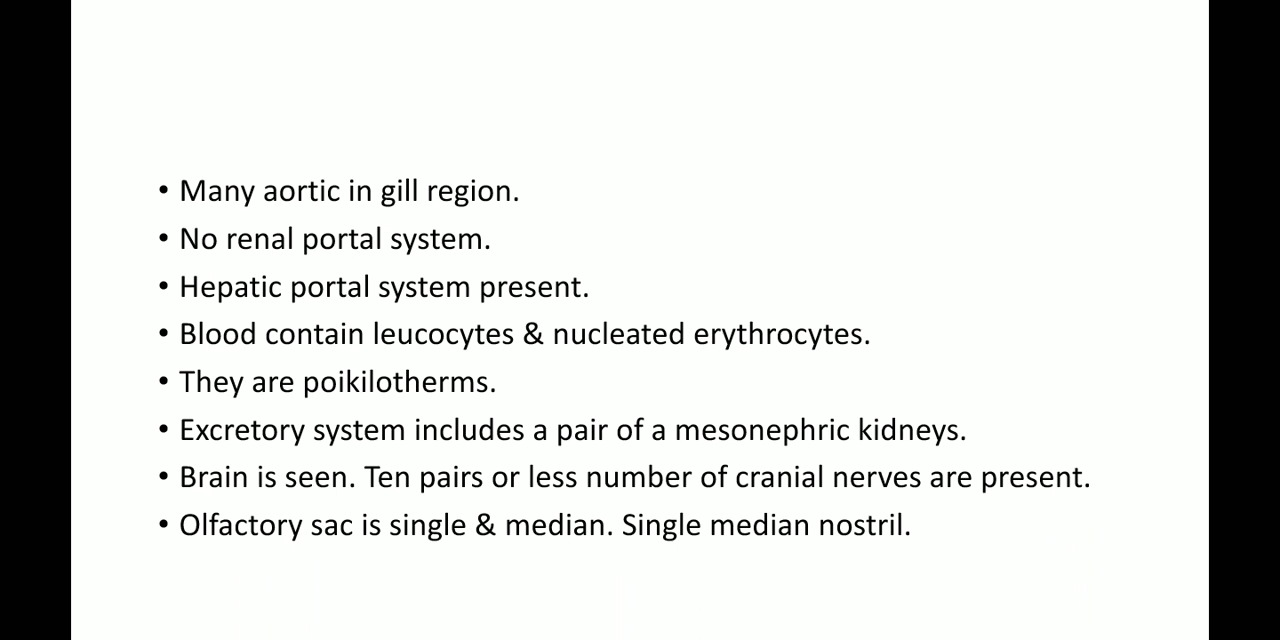 • Many aortic in gill region.
• No renal portal system.
• Hepatic portal system present.
• Blood contain leucocytes & nucleated erythrocytes.
• They are poikilotherms.
• Excretory system includes a pair of a mesonephric kidneys.
• Brain is seen. Ten pairs or less number of cranial nerves are present.
• Olfactory sac is single & median. Single median nostril.